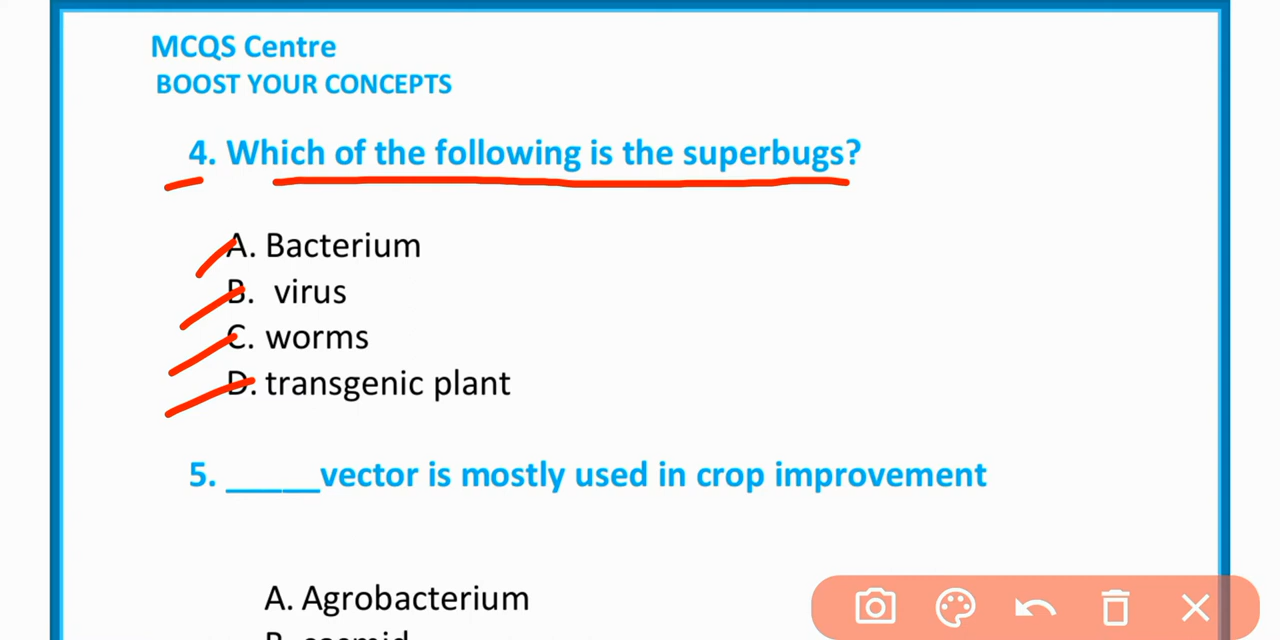 MCQS Centre
BOOST YOUR CONCEPTS
4. Which of the following is the superbugs?
A. Bacterium
B. virus
C. worms
D. transgenic plant
5. _____vector is mostly used in crop improvement
A. Agrobacterium